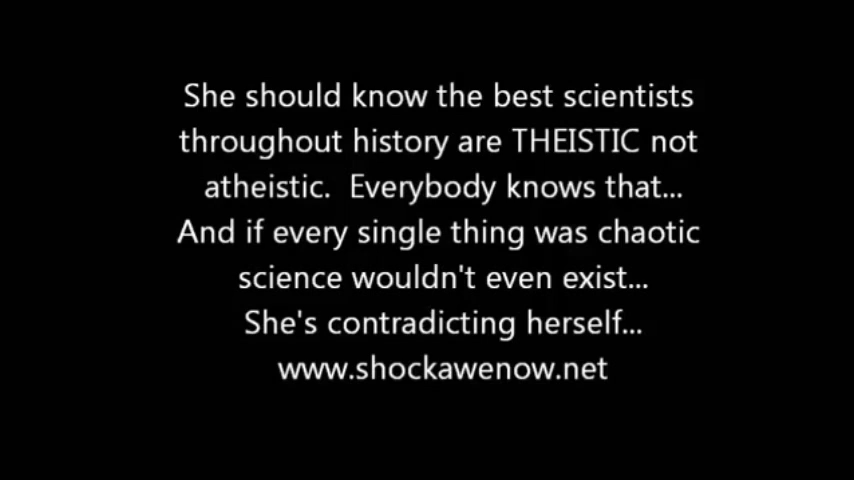 She should know the best scientists
throughout history are THEISTIC not
atheistic.  Everybody knows that...
And if every single thing was chaotic
science wouldn't even exist...
She's contradicting herself...
www.shockawenow.net